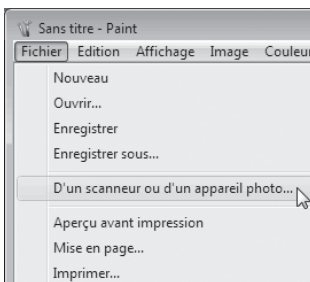 Sans titre - Paint
Fichier Edition Affichage Image Couleur
Nouveau
Ouvrir...
Enregistrer
Enregistrer sous...
D'un scanneur ou d'un appareil photo...
Aperçu avant impression
Mise en page...
Imprimer...